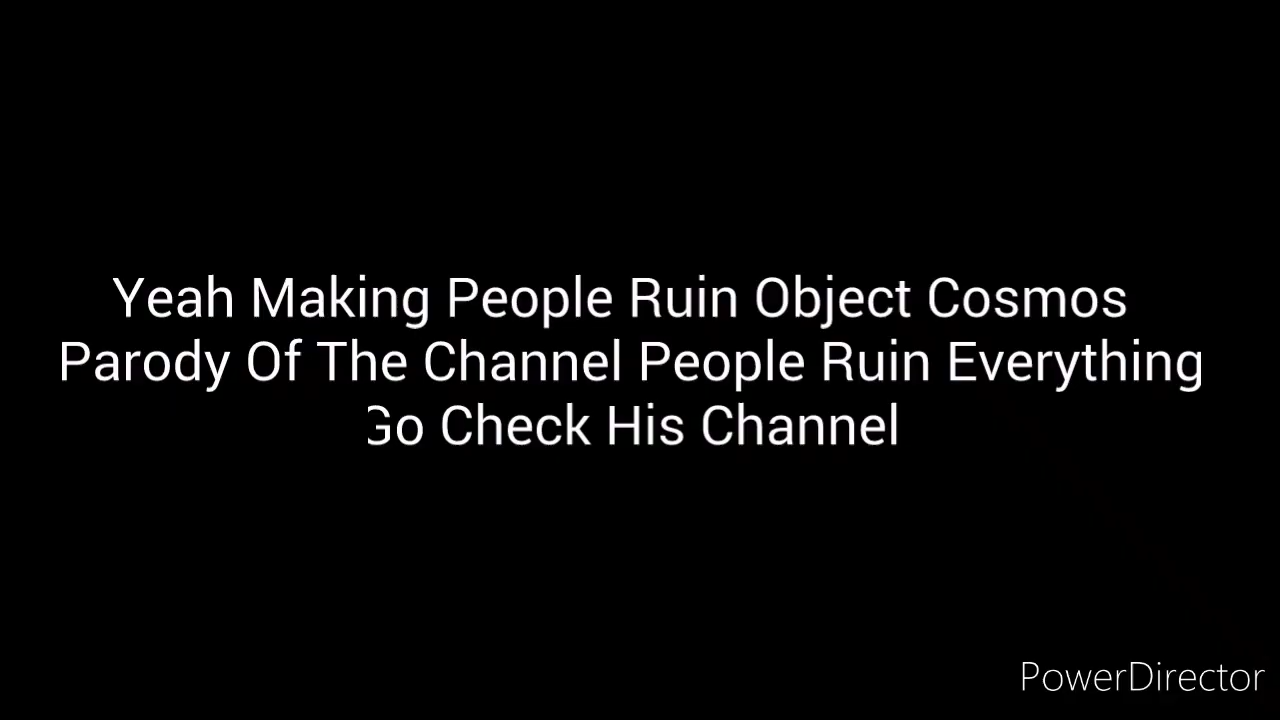 Yeah Making People Ruin Object Cosmos
Parody Of The Channel People Ruin Everything
Go Check His Channel
PowerDirector